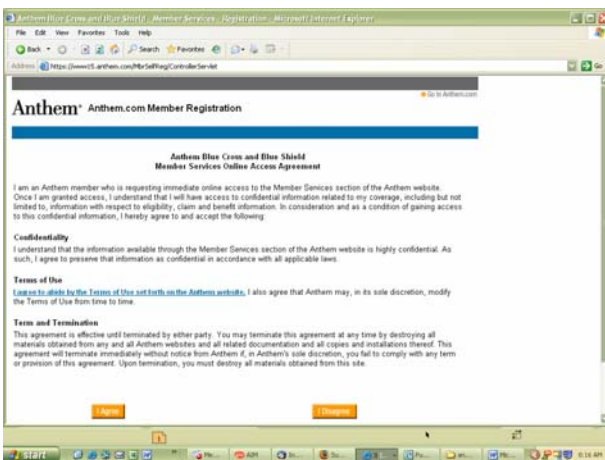 Anthem Blue Cross and Blue Shield - Member Services - Registration - Microsoft Internet Explorer
File Edit View Favorites Tools Help
Back Search Favorites
Address https://www15.anthem.com/MbrSelfReg/ControllerServlet Go
Go to Anthem.com
Anthem Anthem.com Member Registration
Anthem Blue Cross and Blue Shield
Member Services Online Access Agreement
I am an Anthem member who is requesting immediate online access to the Member Services section of the Anthem website.
Once I am granted access, I understand that I will have access to confidential information related to my coverage, including but not
limited to, information with respect to eligibility, claim and benefit information. In consideration and as a condition of gaining access
to this confidential information, I hereby agree to and accept the following:
Confidentiality
I understand that the information available through the Member Services section of the Anthem website is highly confidential. As
such, I agree to preserve that information as confidential in accordance with all applicable laws.
Terms of Use
I agree to abide by the Terms of Use set forth on the Anthem website. I also agree that Anthem may, in its sole discretion, modify
the Terms of Use from time to time.
Term and Termination
This agreement is effective until terminated by either party. You may terminate this agreement at any time by destroying all
materials obtained from any and all Anthem websites and all related documentation and all copies and installations thereof. This
agreement will terminate immediately without notice from Anthem if, in Anthem's sole discretion, you fail to comply with any term
or provision of this agreement. Upon termination, you must destroy all materials obtained from this site.
I Agree I Disagree
start AIM 8:16 AM